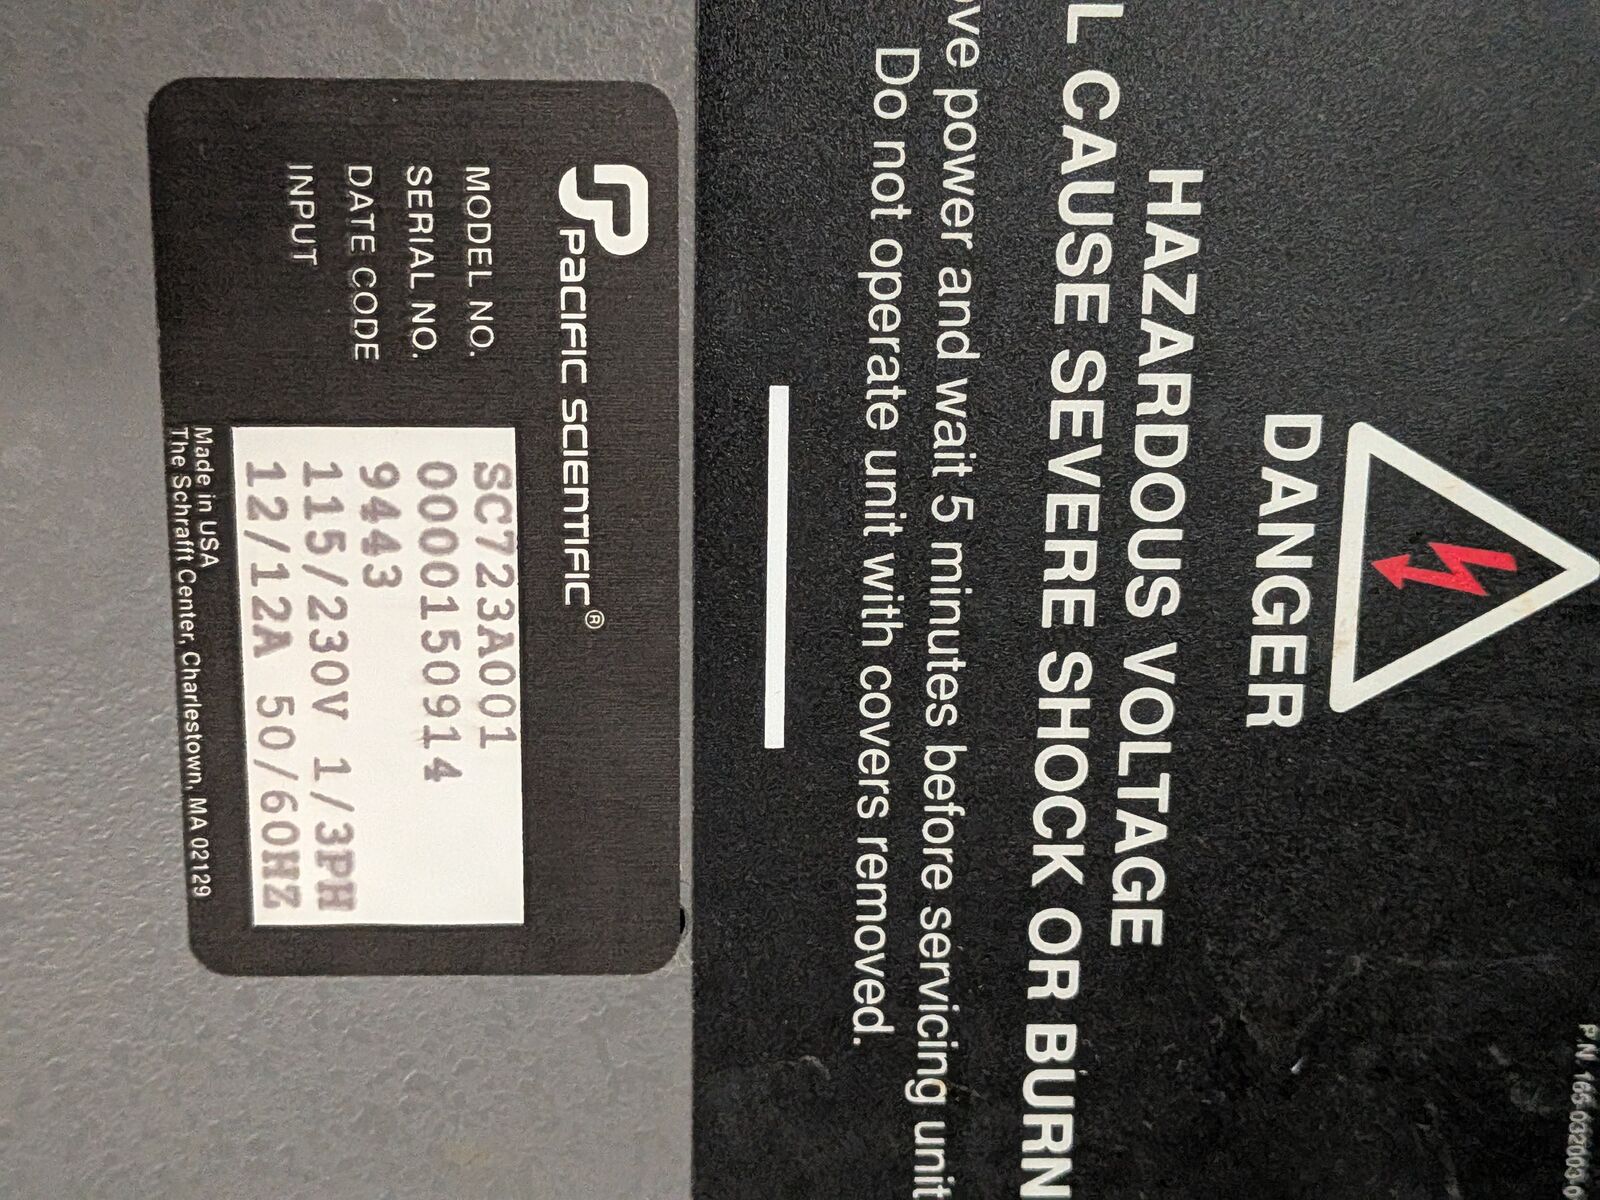 DANGER
HAZARDOUS VOLTAGE
L CAUSE SEVERE SHOCK OR BURN
ove power and wait 5 minutes before servicing unit
Do not operate unit with covers removed.
PACIFIC SCIENTIFIC®
MODEL NO. SC723A001
SERIAL NO. 0000150914
DATE CODE 9443
INPUT 115/230V 1/3PH
12/12A 50/60HZ
Made in USA
The Schrafft Center, Charlestown, MA 02129